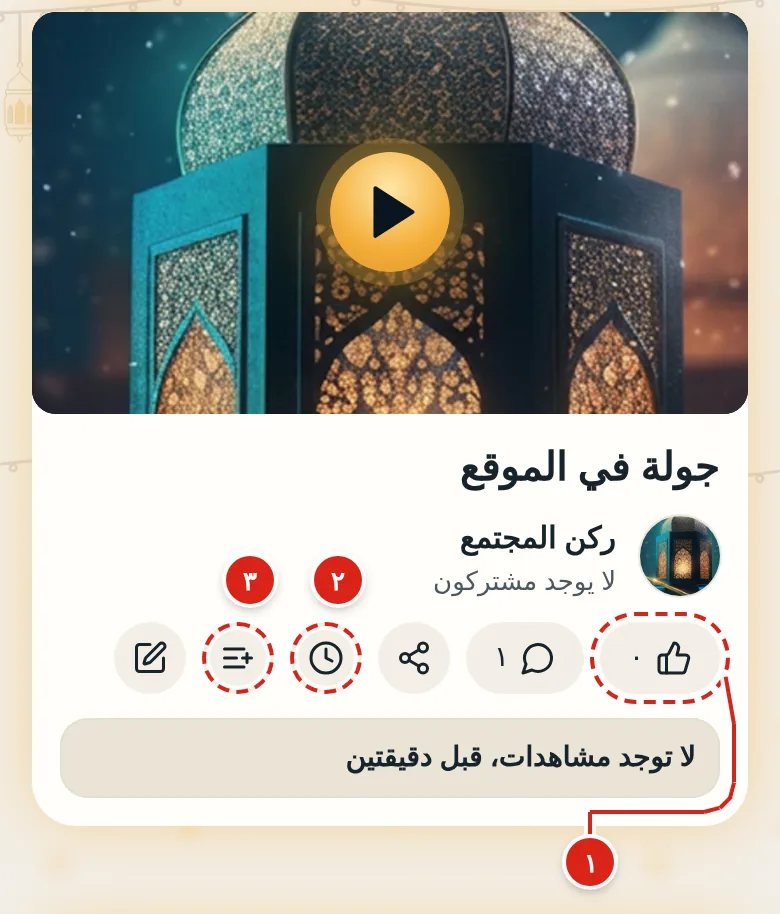 جولة في الموقع
ركن المجتمع
لا يوجد مشتركون
٢ ٣
٠ ١
لا توجد مشاهدات، قبل دقيقتين
١